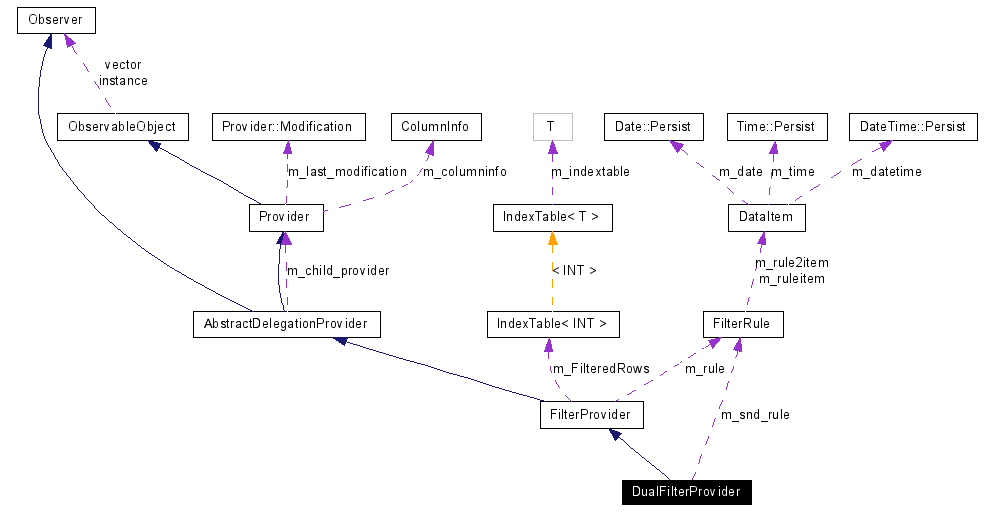 Observer
vector
instance
ObservableObject
Provider::Modification
ColumnInfo
T
Date::Persist
Time::Persist
DateTime::Persist
m_last_modification
m_columninfo
m_indextable
m_date
m_time
m_datetime
Provider
IndexTable< T >
DataItem
m_child_provider
< INT >
m_rule2item
m_ruleitem
AbstractDelegationProvider
IndexTable< INT >
FilterRule
m_FilteredRows
m_rule
FilterProvider
m_snd_rule
DualFilterProvider